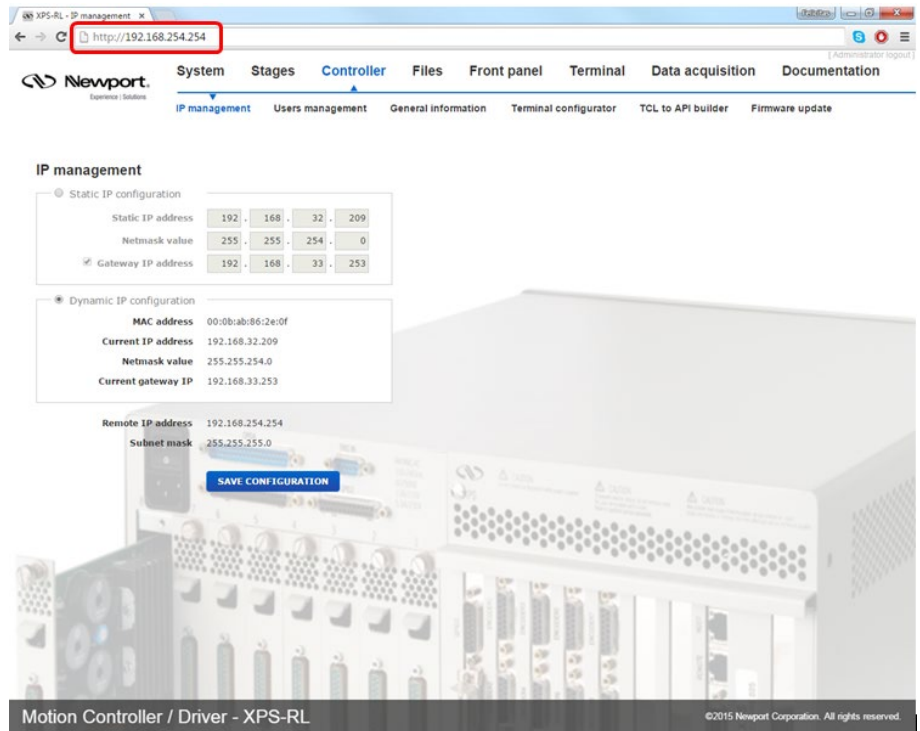 XPS-RL - IP management
http://192.168.254.254
[ Administrator logout ]
Newport.
Experience | Solutions
System Stages Controller Files Front panel Terminal Data acquisition Documentation
IP management Users management General information Terminal configurator TCL to API builder Firmware update
IP management
Static IP configuration
Static IP address 192 . 168 . 32 . 209
Netmask value 255 . 255 . 254 . 0
Gateway IP address 192 . 168 . 33 . 253
Dynamic IP configuration
MAC address 00:0b:ab:86:2e:0f
Current IP address 192.168.32.209
Netmask value 255.255.254.0
Current gateway IP 192.168.33.253
Remote IP address 192.168.254.254
Subnet mask 255.255.255.0
SAVE CONFIGURATION
Motion Controller / Driver - XPS-RL
©2015 Newport Corporation. All rights reserved.